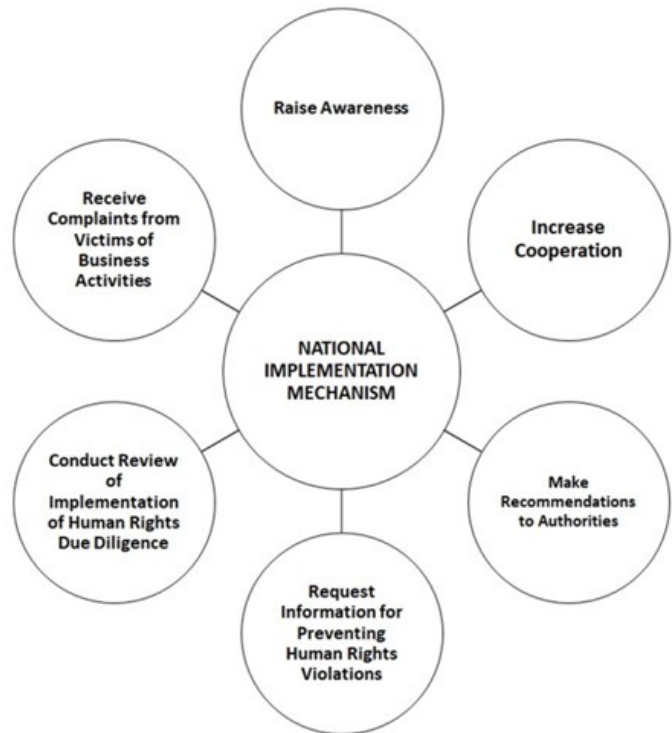 Raise Awareness
Increase
Cooperation
Make
Recommendations
to Authorities
Request
Information for
Preventing
Human Rights
Violations
Conduct Review
of
Implementation
of Human Rights
Due Diligence
Receive
Complaints from
Victims of
Business
Activities
NATIONAL
IMPLEMENTATION
MECHANISM